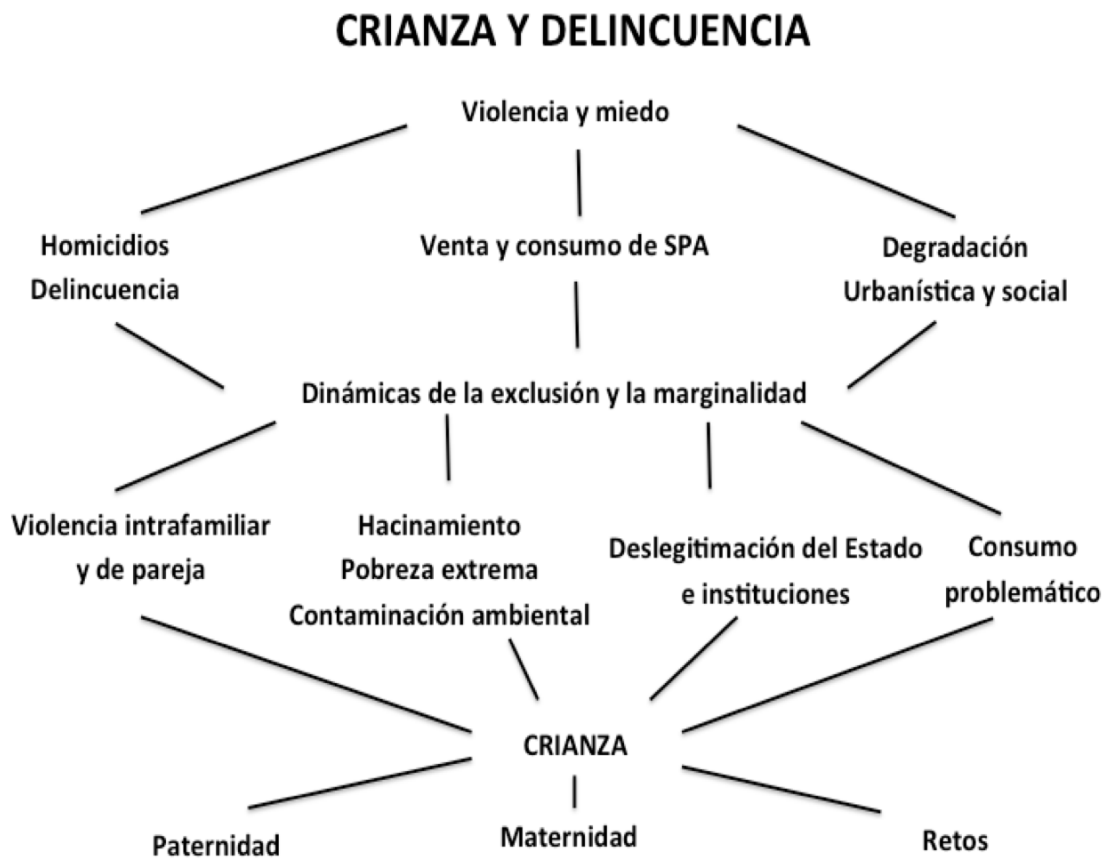 CRIANZA Y DELINCUENCIA
Violencia y miedo
Homicidios
Delincuencia
Venta y consumo de SPA
Degradación
Urbanística y social
Dinámicas de la exclusión y la marginalidad
Violencia intrafamiliar
y de pareja
Hacinamiento
Pobreza extrema
Contaminación ambiental
Deslegitimación del Estado
e instituciones
Consumo
problemático
CRIANZA
Paternidad
Maternidad
Retos